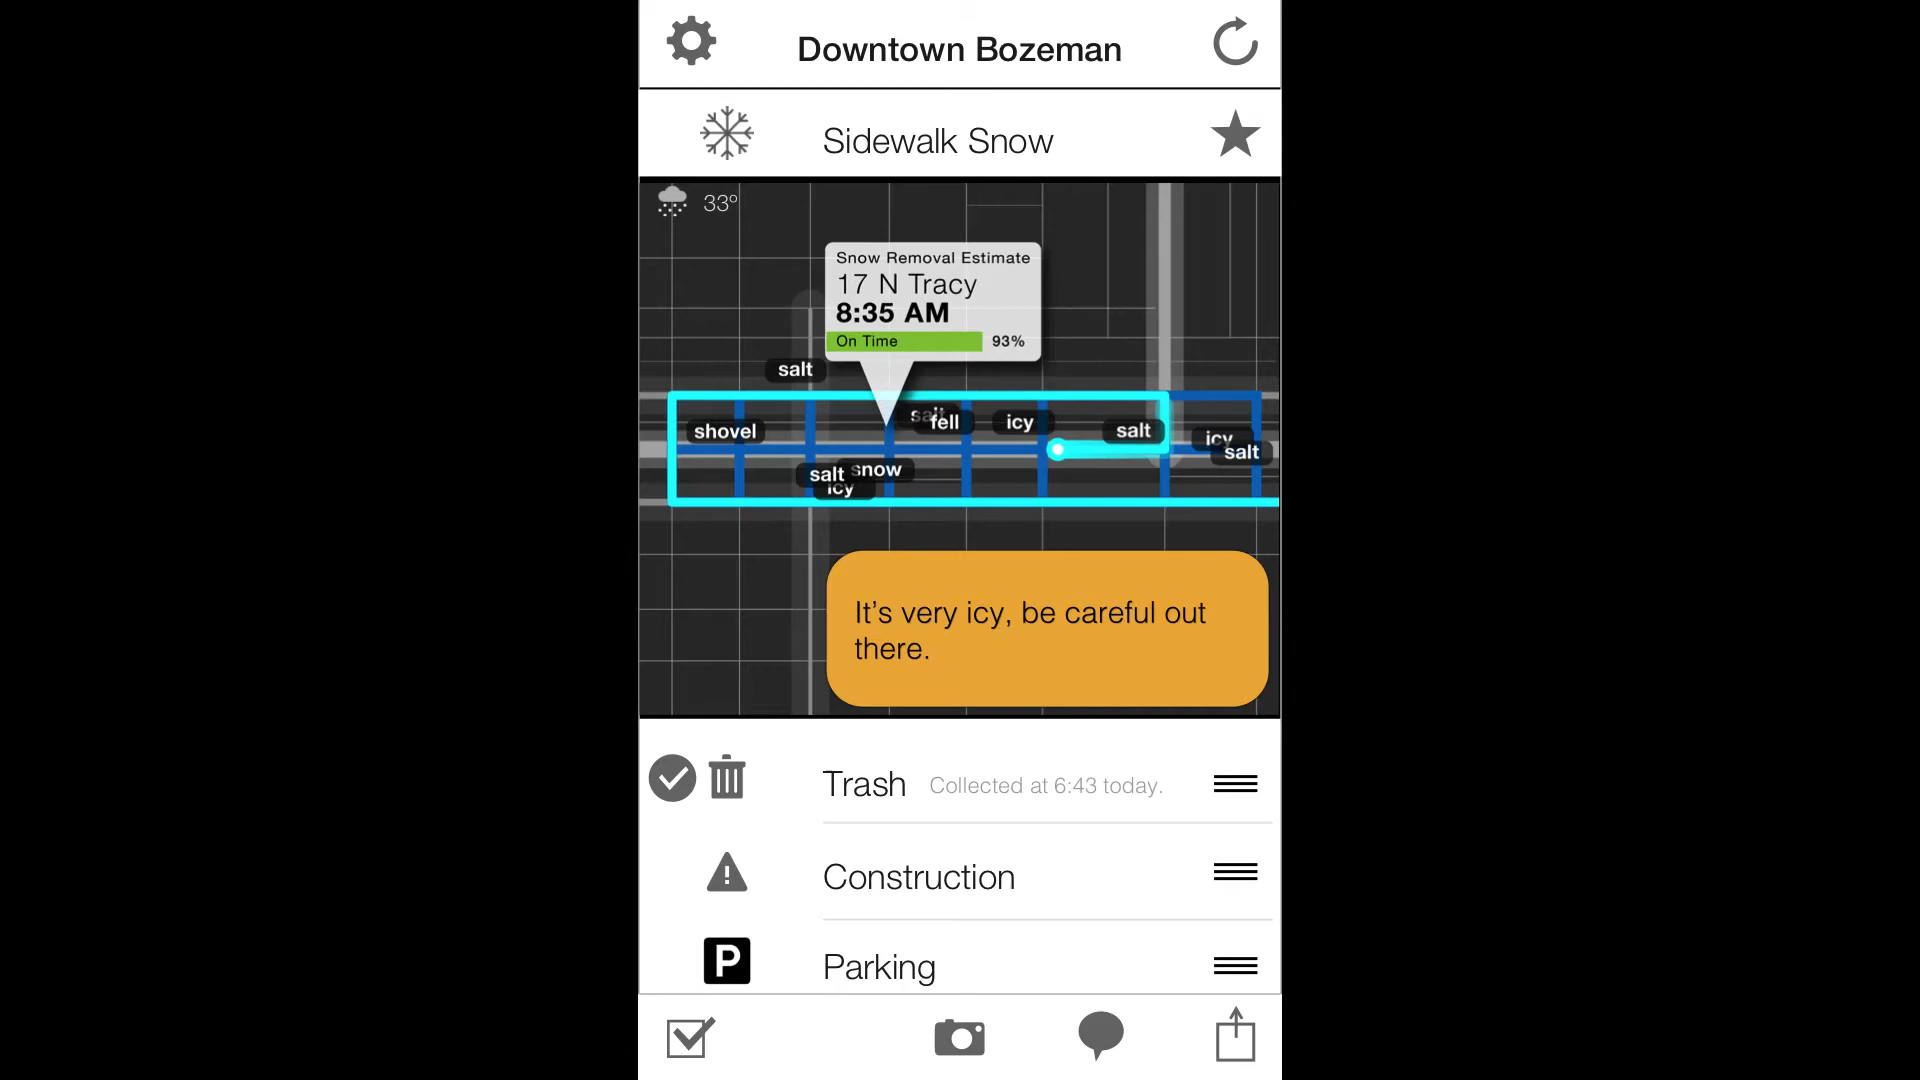 Downtown Bozeman
Sidewalk Snow
33°
Snow Removal Estimate
17 N Tracy
8:35 AM
On Time 93%
salt
salt
fell
icy
shovel
salt
icy
salt
snow
salt
icy
It's very icy, be careful out
there.
Trash Collected at 6:43 today.
Construction
P Parking